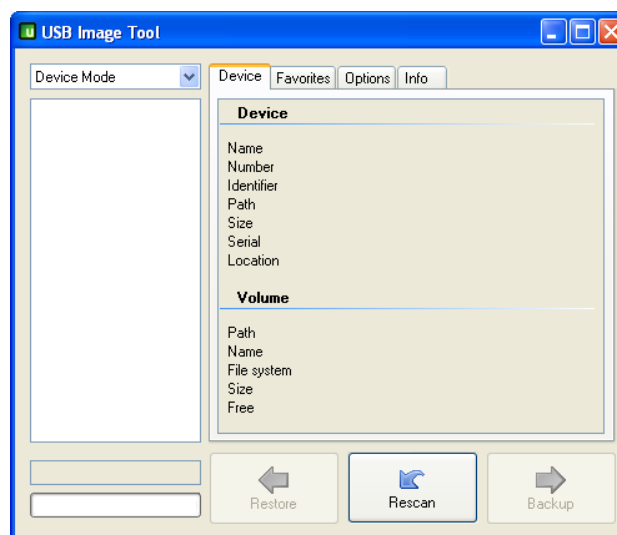 USB Image Tool
Device Mode
Device Favorites Options Info
Device
Name
Number
Identifier
Path
Size
Serial
Location
Volume
Path
Name
File system
Size
Free
Restore Rescan Backup